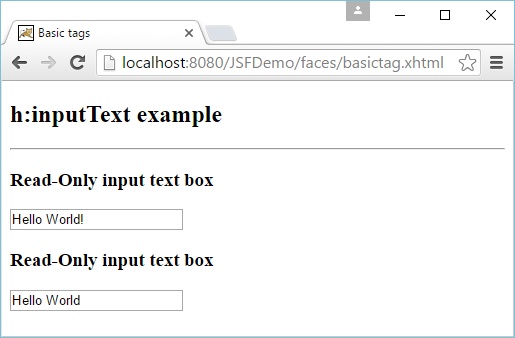 Basic tags
localhost:8080/JSFDemo/faces/basictag.xhtml
h:inputText example
Read-Only input text box
Hello World!
Read-Only input text box
Hello World